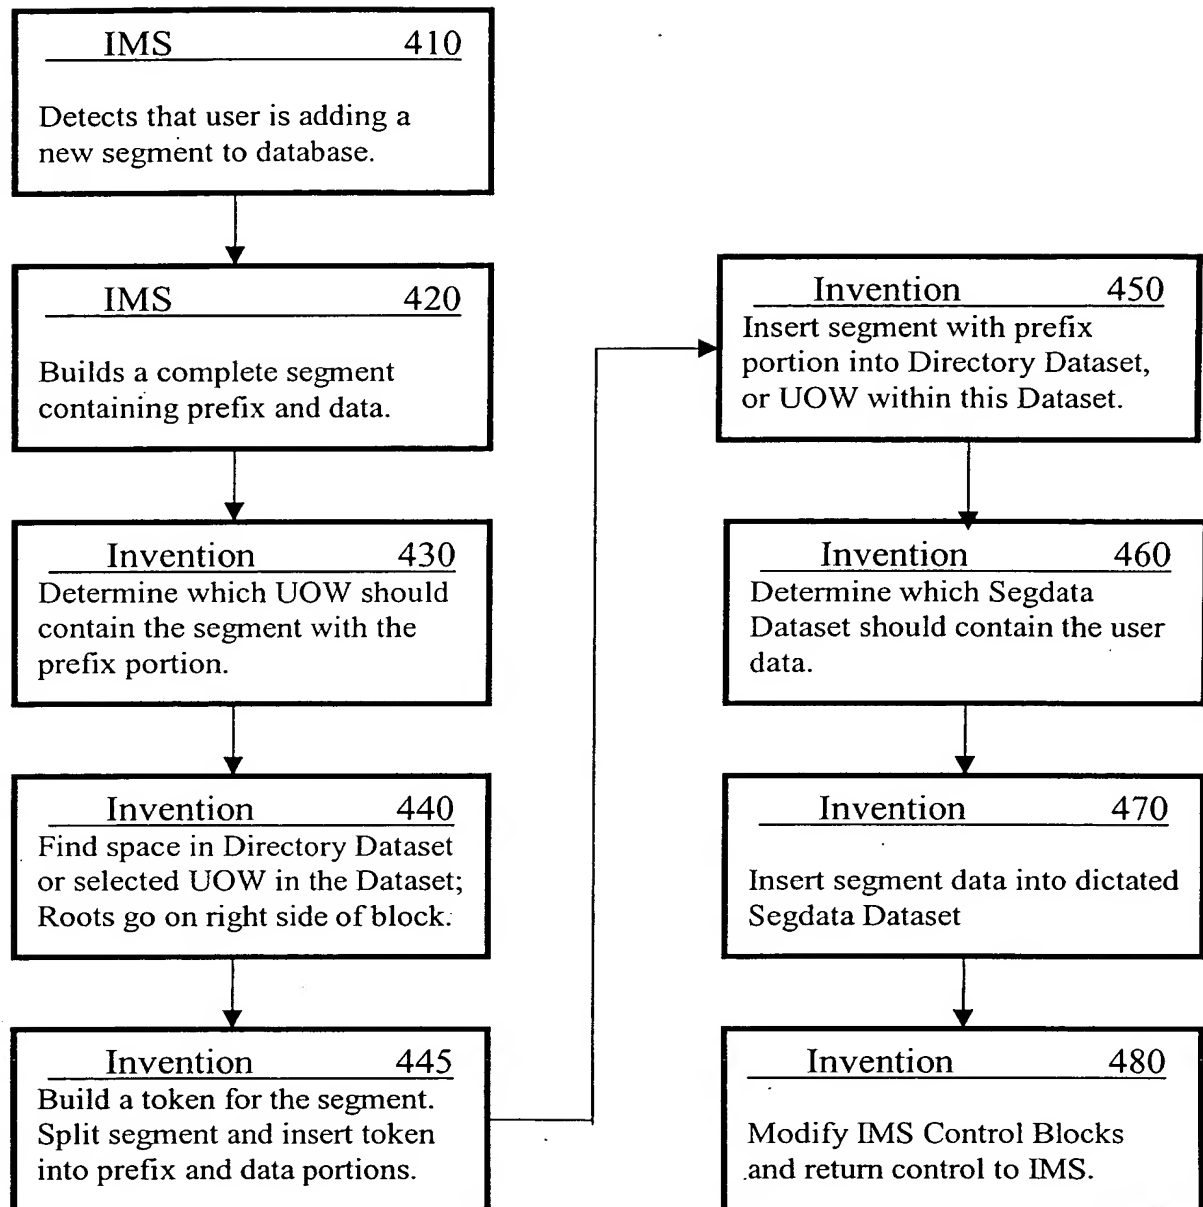 IMS 410
Detects that user is adding a
new segment to database.
IMS 420
Builds a complete segment
containing prefix and data.
Invention 430
Determine which UOW should
contain the segment with the
prefix portion.
Invention 440
Find space in Directory Dataset
or selected UOW in the Dataset;
Roots go on right side of block.
Invention 445
Build a token for the segment.
Split segment and insert token
into prefix and data portions.
Invention 450
Insert segment with prefix
portion into Directory Dataset,
or UOW within this Dataset.
Invention 460
Determine which Segdata
Dataset should contain the user
data.
Invention 470
Insert segment data into dictated
Segdata Dataset
Invention 480
Modify IMS Control Blocks
and return control to IMS.